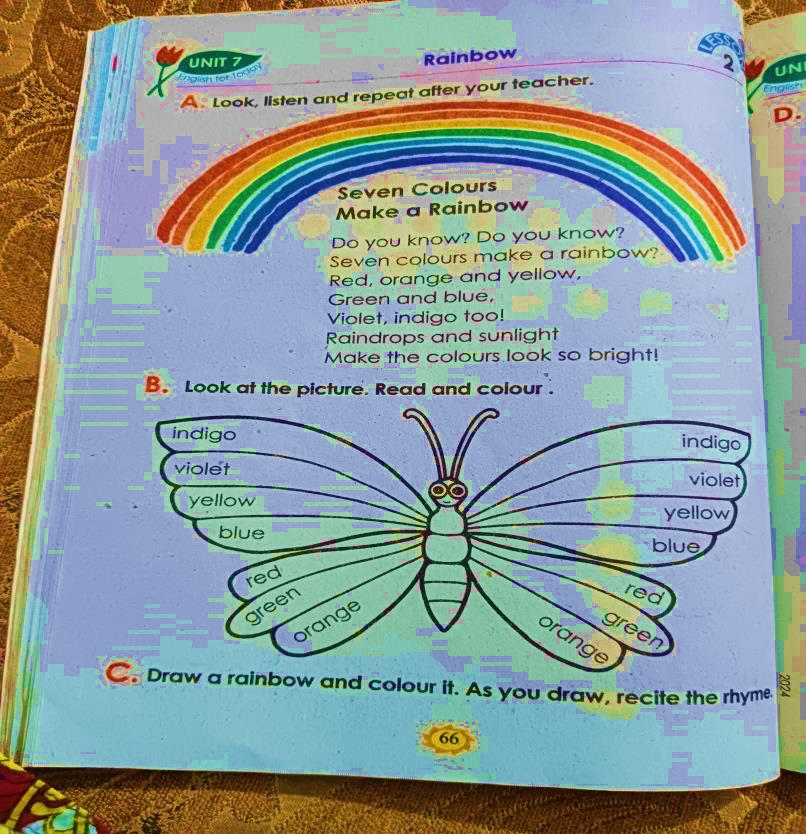 UNIT 7
English for Today
Rainbow
2
A. Look, listen and repeat after your teacher.
Seven Colours
Make a Rainbow
Do you know? Do you know?
Seven colours make a rainbow?
Red, orange and yellow,
Green and blue,
Violet, indigo too!
Raindrops and sunlight
Make the colours look so bright!
B. Look at the picture. Read and colour .
indigo
violet
yellow
blue
red
green
orange
indigo
violet
yellow
blue
red
green
orange
C. Draw a rainbow and colour it. As you draw, recite the rhyme.
66
2024
English
D.